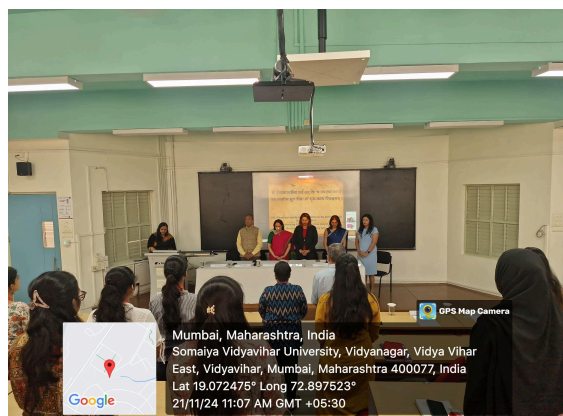 GPS Map Camera
Mumbai, Maharashtra, India
Somaiya Vidyavihar University, Vidyanagar, Vidya Vihar
East, Vidyavihar, Mumbai, Maharashtra 400077, India
Lat 19.072475° Long 72.897523°
21/11/24 11:07 AM GMT +05:30
Google